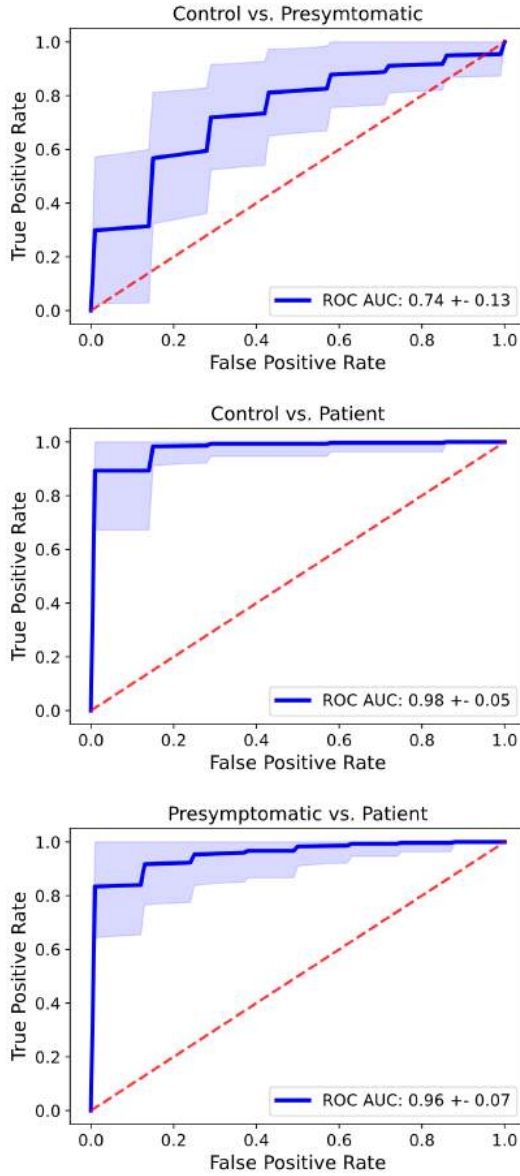 Control vs. Presymtomatic
True Positive Rate
1.0
0.8
0.6
0.4
0.2
0.0
ROC AUC: 0.74 +- 0.13
0.0 0.2 0.4 0.6 0.8 1.0
False Positive Rate
Control vs. Patient
True Positive Rate
1.0
0.8
0.6
0.4
0.2
0.0
ROC AUC: 0.98 +- 0.05
0.0 0.2 0.4 0.6 0.8 1.0
False Positive Rate
Presymptomatic vs. Patient
True Positive Rate
1.0
0.8
0.6
0.4
0.2
0.0
ROC AUC: 0.96 +- 0.07
0.0 0.2 0.4 0.6 0.8 1.0
False Positive Rate